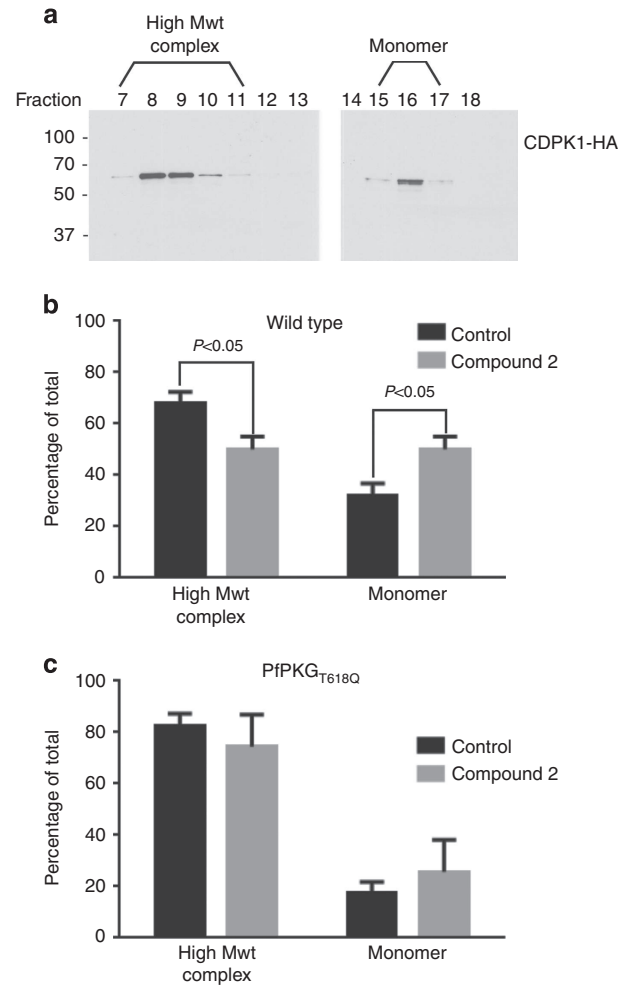 a
High Mwt
complex
Monomer
Fraction 7 8 9 10 11 12 13 14 15 16 17 18
100 -
70 -
50 -
37 -
CDPK1-HA
b
Wild type
Control
Compound 2
P<0.05
P<0.05
Percentage of total
100
80
60
40
20
0
High Mwt
complex
Monomer
c
PfPKGT618Q
Control
Compound 2
Percentage of total
100
80
60
40
20
0
High Mwt
complex
Monomer